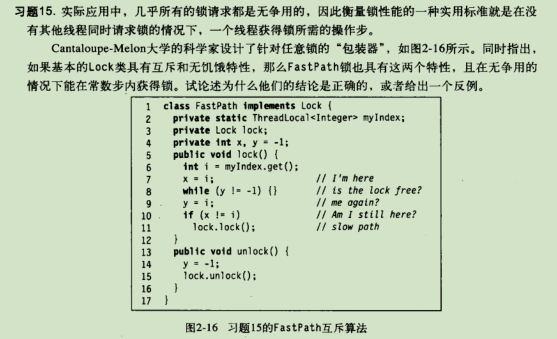 习题15. 实际应用中，几乎所有的锁请求都是无争用的，因此衡量锁性能的一种实用标准就是在没
有其他线程同时请求锁的情况下，一个线程获得锁所需的操作步。
Cantaloupe-Melon大学的科学家设计了针对任意锁的“包装器”，如图2-16所示。同时指出，
如果基本的Lock类具有互斥和无饥饿特性，那么FastPath锁也具有这两个特性，且在无争用的
情况下能在常数步内获得锁。试论述为什么他们的结论是正确的，或者给出一个反例。
1 class FastPath implements Lock {
2 private static ThreadLocal<Integer> myIndex;
3 private Lock lock;
4 private int x, y = -1;
5 public void lock() {
6 int i = myIndex.get();
7 x = i; // I'm here
8 while (y != -1) {} // is the lock free?
9 y = i; // me again?
10 if (x != i) // Am I still here?
11 lock.lock(); // slow path
12 }
13 public void unlock() {
14 y = -1;
15 lock.unlock();
16 }
17 }
图2-16 习题15的FastPath互斥算法